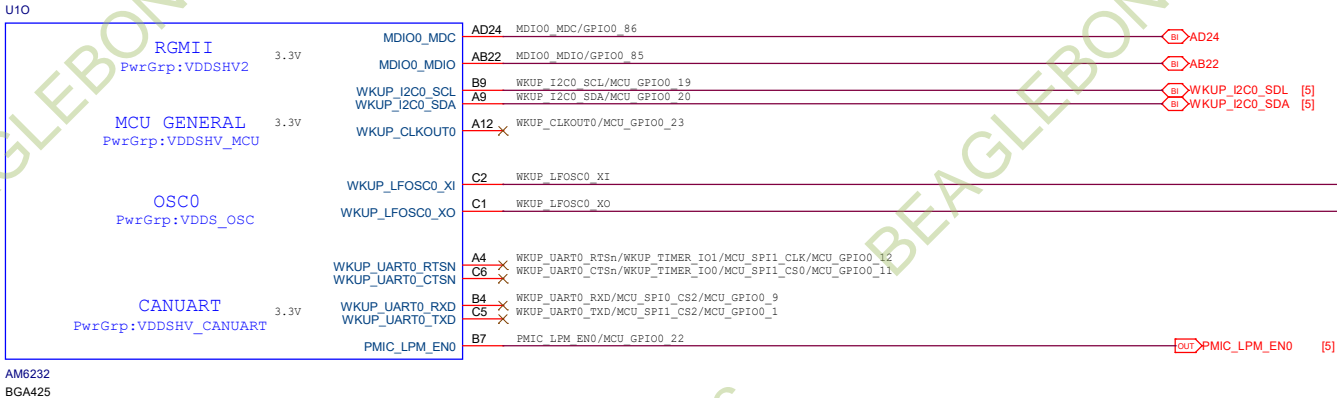 U1O
RGMII
PwrGrp:VDDSHV2
3.3V
MDIO0_MDC AD24 MDIO0_MDC/GPIO0_86 BI AD24
MDIO0_MDIO AB22 MDIO0_MDIO/GPIO0_85 BI AB22
WKUP_I2C0_SCL B9 WKUP_I2C0_SCL/MCU_GPIO0_19 BI WKUP_I2C0_SDL [5]
WKUP_I2C0_SDA A9 WKUP_I2C0_SDA/MCU_GPIO0_20 BI WKUP_I2C0_SDA [5]
MCU GENERAL
PwrGrp:VDDSHV_MCU
3.3V
WKUP_CLKOUT0 A12 WKUP_CLKOUT0/MCU_GPIO0_23
OSC0
PwrGrp:VDDS_OSC
WKUP_LFOSC0_XI C2 WKUP_LFOSC0_XI
WKUP_LFOSC0_XO C1 WKUP_LFOSC0_XO
WKUP_UART0_RTSN A4 WKUP_UART0_RTSn/WKUP_TIMER_IO1/MCU_SPI1_CLK/MCU_GPIO0_12
WKUP_UART0_CTSN C6 WKUP_UART0_CTSn/WKUP_TIMER_IO0/MCU_SPI1_CS0/MCU_GPIO0_11
CANUART
PwrGrp:VDDSHV_CANUART
3.3V
WKUP_UART0_RXD B4 WKUP_UART0_RXD/MCU_SPI0_CS2/MCU_GPIO0_9
WKUP_UART0_TXD C5 WKUP_UART0_TXD/MCU_SPI1_CS2/MCU_GPIO0_1
PMIC_LPM_EN0 B7 PMIC_LPM_EN0/MCU_GPIO0_22 OUT PMIC_LPM_EN0 [5]
AM6232
BGA425